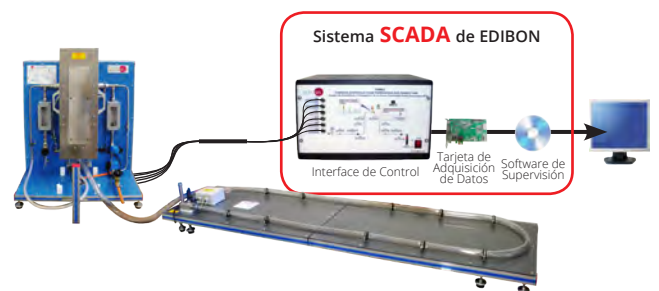 Sistema SCADA de EDIBON
Interface de Control
Tarjeta de
Adquisición
de Datos
Software de
Supervisión